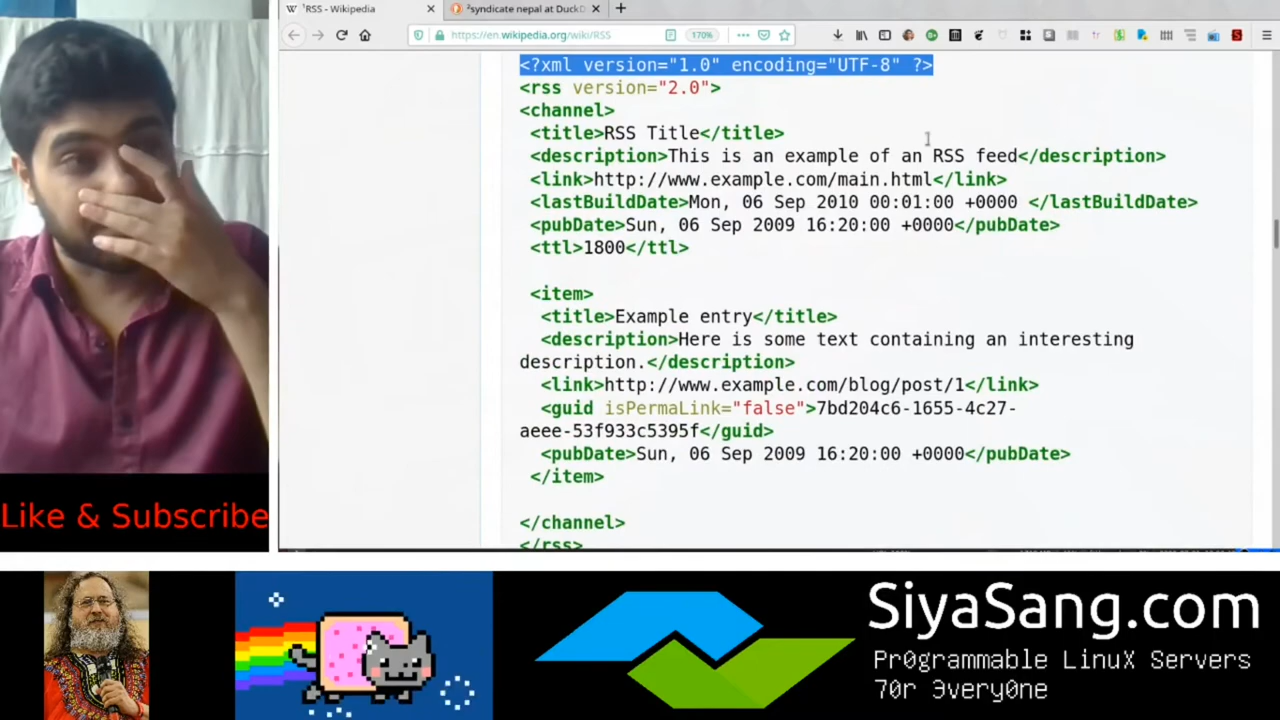 ¹RSS - Wikipedia
²syndicate nepal at DuckD
https://en.wikipedia.org/wiki/RSS
170%
<?xml version="1.0" encoding="UTF-8" ?>
<rss version="2.0">
<channel>
<title>RSS Title</title>
<description>This is an example of an RSS feed</description>
<link>http://www.example.com/main.html</link>
<lastBuildDate>Mon, 06 Sep 2010 00:01:00 +0000 </lastBuildDate>
<pubDate>Sun, 06 Sep 2009 16:20:00 +0000</pubDate>
<ttl>1800</ttl>
<item>
<title>Example entry</title>
<description>Here is some text containing an interesting
description.</description>
<link>http://www.example.com/blog/post/1</link>
<guid isPermaLink="false">7bd204c6-1655-4c27-
aeee-53f933c5395f</guid>
<pubDate>Sun, 06 Sep 2009 16:20:00 +0000</pubDate>
</item>
</channel>
</rss>
Like & Subscribe
SiyaSang.com
Pr0grammable LinuX Servers
70r 3very0ne